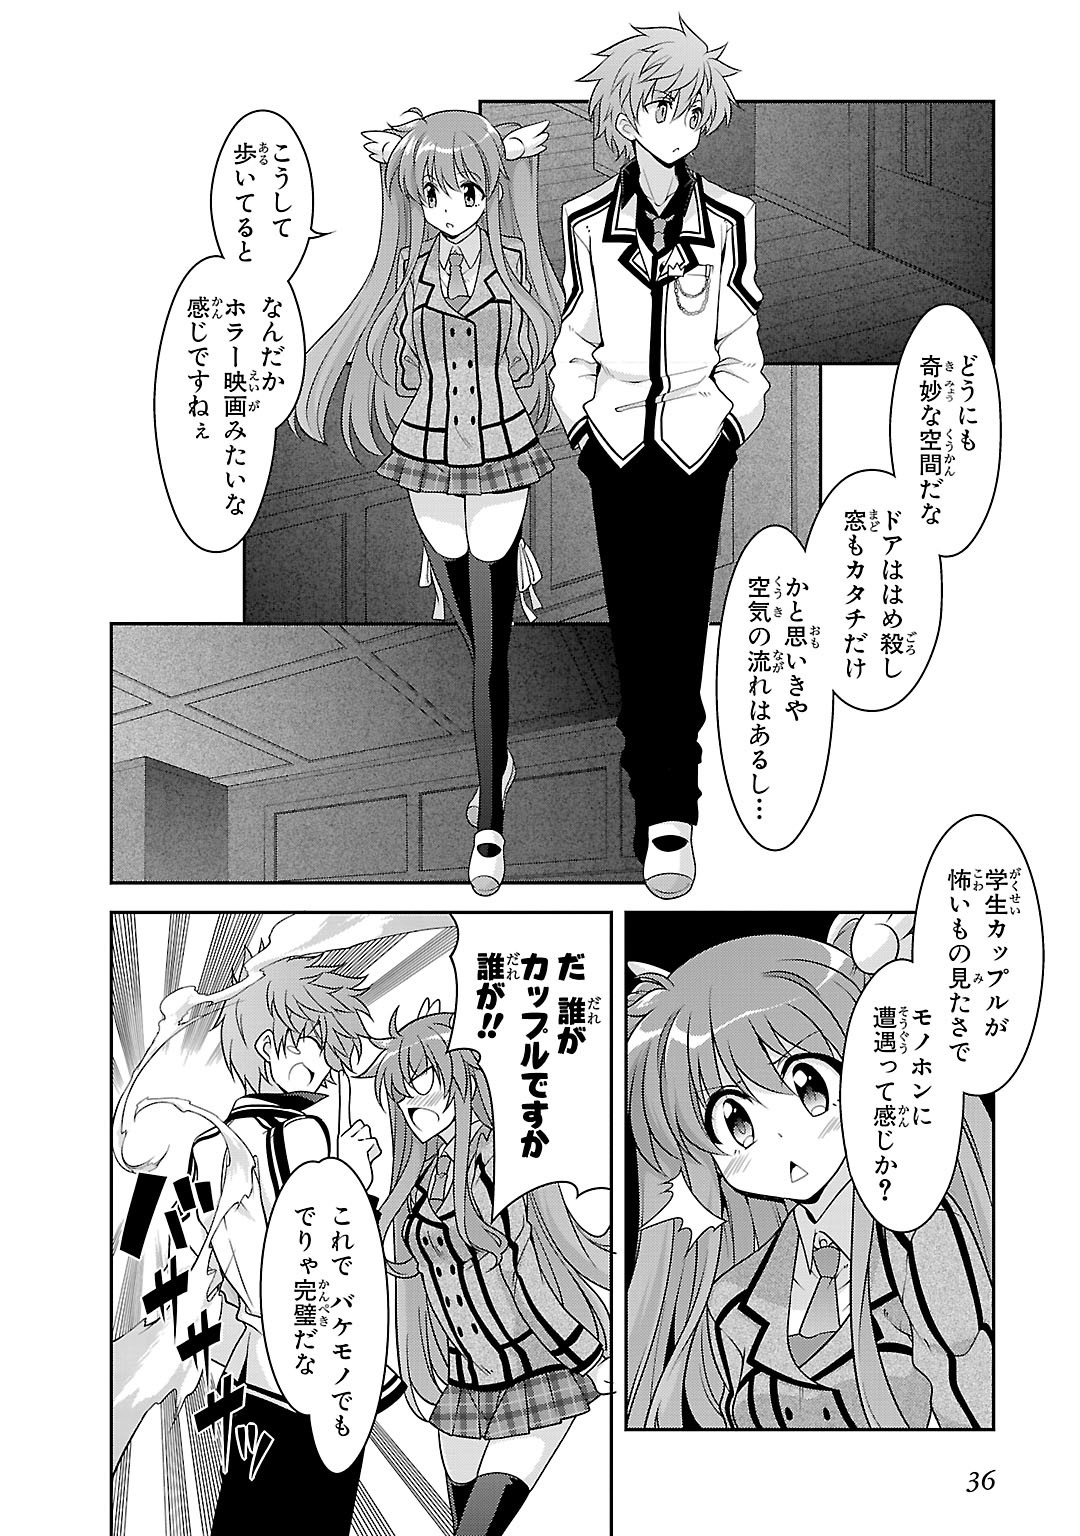 どうにも
奇妙な空間だな
ドアははめ殺し
窓もカタチだけ
かと思いきや
空気の流れはあるし…
こうして
歩いてると
なんだか
ホラー映画みたいな
感じですねぇ
学生カップルが
怖いもの見たさで
モノホンに
遭遇って感じか?
だ 誰が
カップルですか
誰が!!
これで バケモノでも
でりゃ完璧だな
ブザザザザッ
36